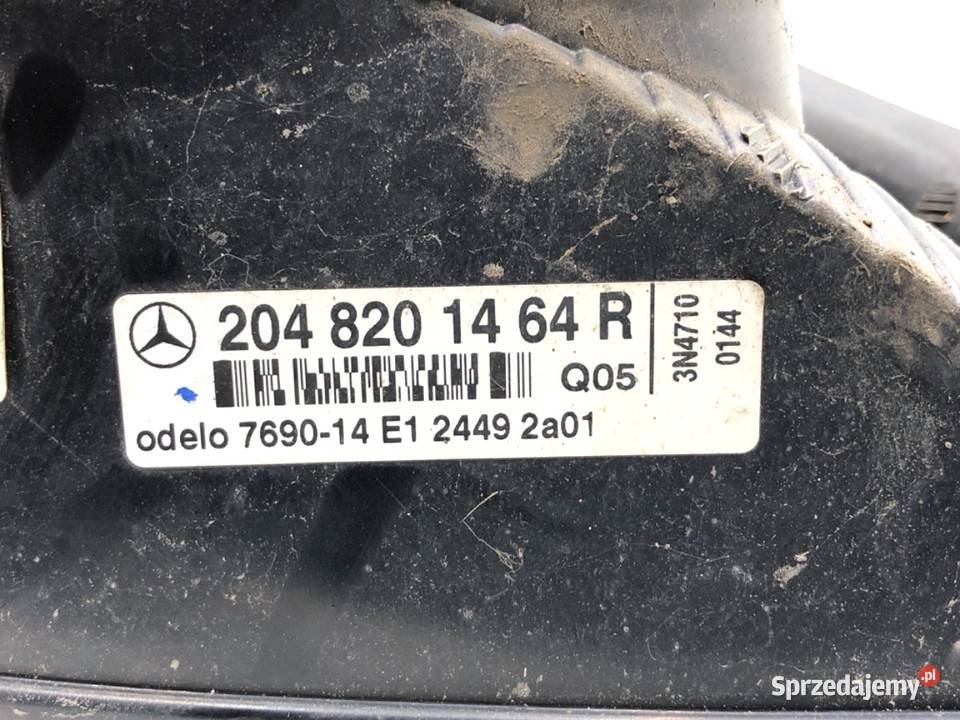 204 820 14 64 R
Q05
odelo 7690-14 E1 2449 2a01
3N4710
0144
Sprzedajemy.pl